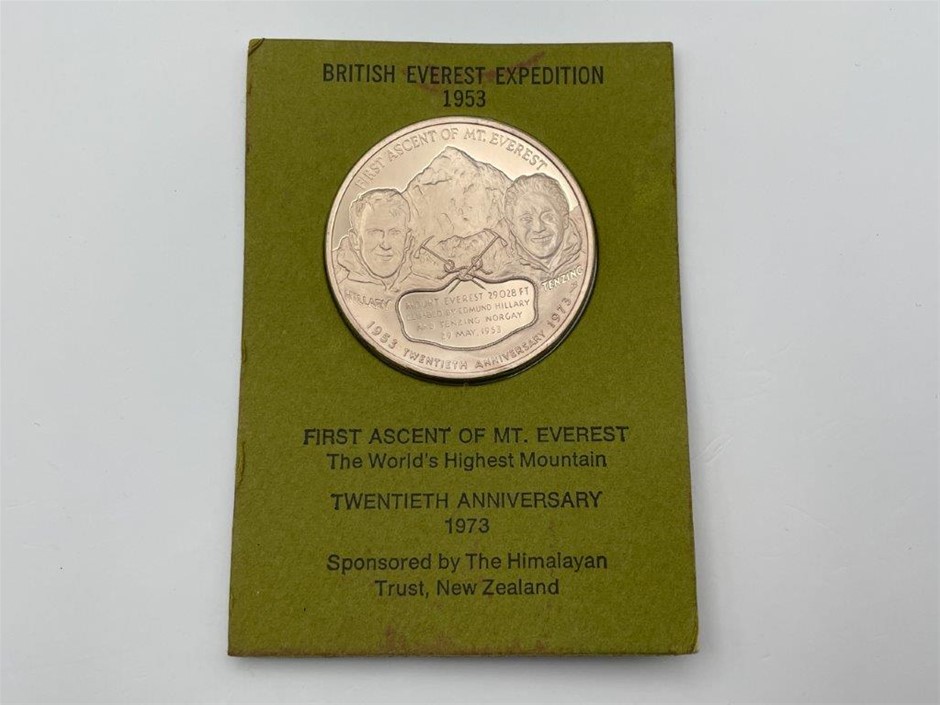 BRITISH EVEREST EXPEDITION
1953
FIRST ASCENT OF MT. EVEREST
HILLARY
TENZING
MOUNT EVEREST 29028 FT
CLIMBED BY EDMUND HILLARY
AND TENZING NORGAY
29 MAY, 1953
1953 TWENTIETH ANNIVERSARY 1973
FIRST ASCENT OF MT. EVEREST
The World's Highest Mountain
TWENTIETH ANNIVERSARY
1973
Sponsored by The Himalayan
Trust, New Zealand